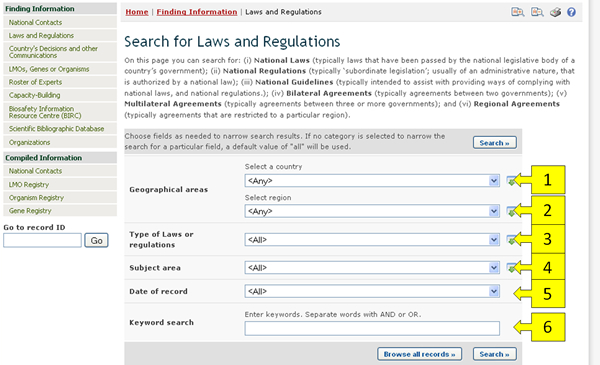 Finding Information
National Contacts
Laws and Regulations
Country's Decisions and other
Communications
LMOs, Genes or Organisms
Roster of Experts
Capacity-Building
Biosafety Information
Resource Centre (BIRC)
Scientific Bibliographic Database
Organizations
Compiled Information
National Contacts
LMO Registry
Organism Registry
Gene Registry
Go to record ID
Go
Home | Finding Information | Laws and Regulations
Search for Laws and Regulations
On this page you can search for: (i) National Laws (typically laws that have been passed by the national legislative body of a
country's government); (ii) National Regulations (typically 'subordinate legislation'; usually of an administrative nature, that
is authorized by a national law); (iii) National Guidelines (typically intended to assist with providing ways of complying with
national laws, and national regulations.); (iv) Bilateral Agreements (typically agreements between two governments); (v)
Multilateral Agreements (typically agreements between three or more governments); and (vi) Regional Agreements
(typically agreements that are restricted to a particular region).
Choose fields as needed to narrow search results. If no category is selected to narrow the
search for a particular field, a default value of "all" will be used.
Search »
Geographical areas
Select a country
<Any>
1
Select region
<Any>
2
Type of Laws or
regulations
<All>
3
Subject area
<All>
4
Date of record
<All>
5
Keyword search
Enter keywords. Separate words with AND or OR.
6
Browse all records »
Search »